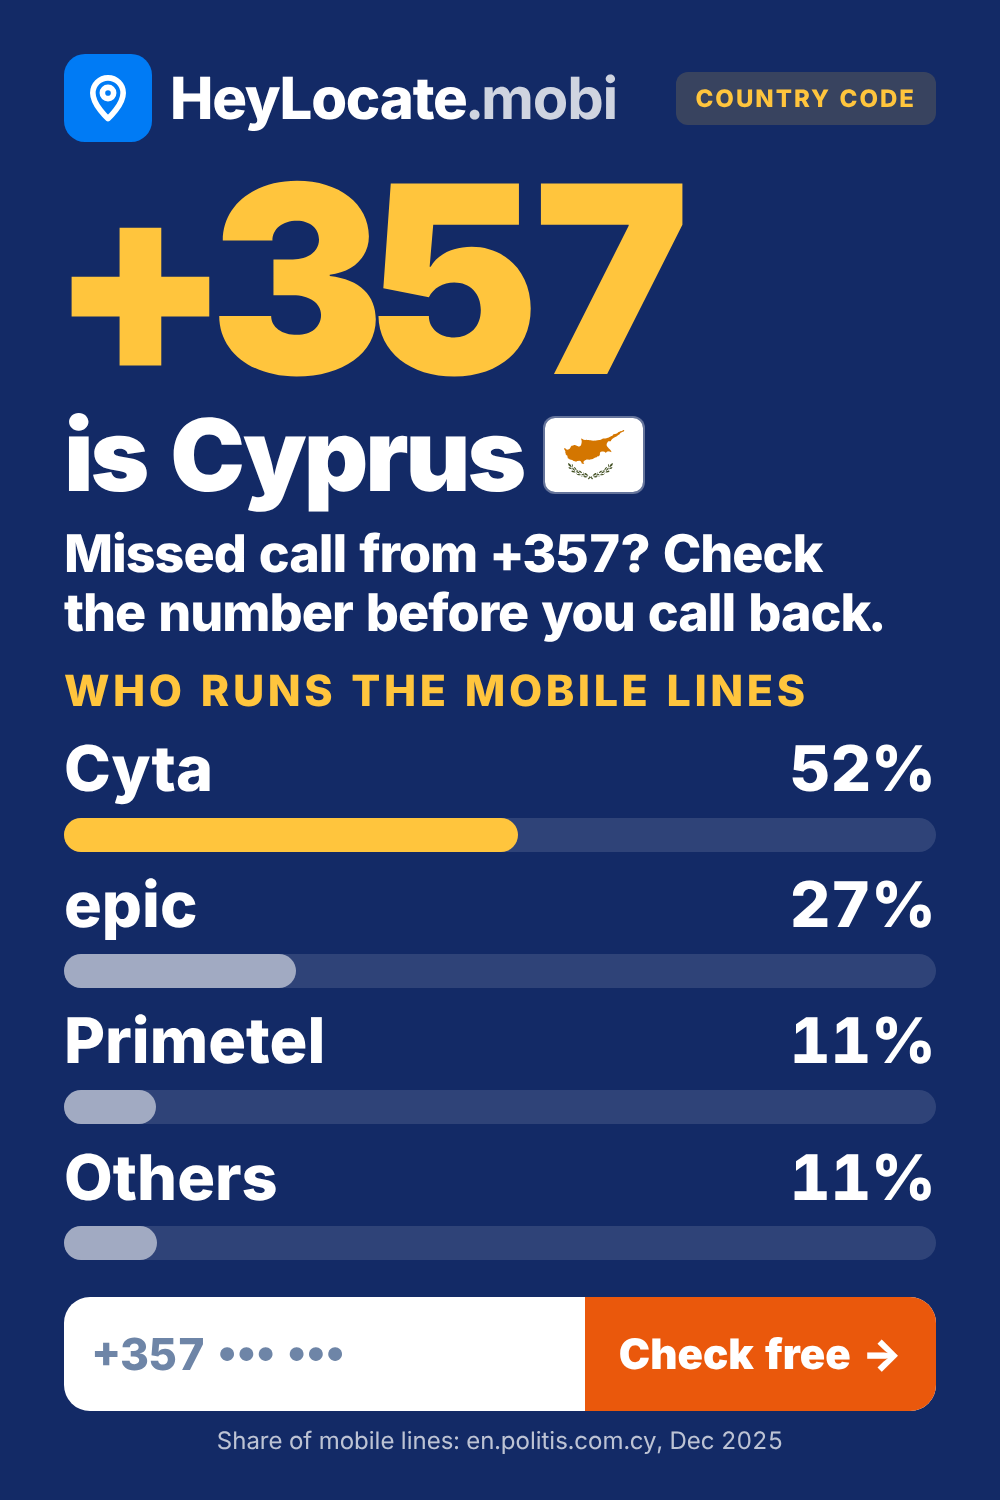 HeyLocate.mobi
COUNTRY CODE
+357
is Cyprus
Missed call from +357? Check
the number before you call back.
WHO RUNS THE MOBILE LINES
Cyta 52%
epic 27%
Primetel 11%
Others 11%
+357 ••• •••
Check free →
Share of mobile lines: en.politis.com.cy, Dec 2025